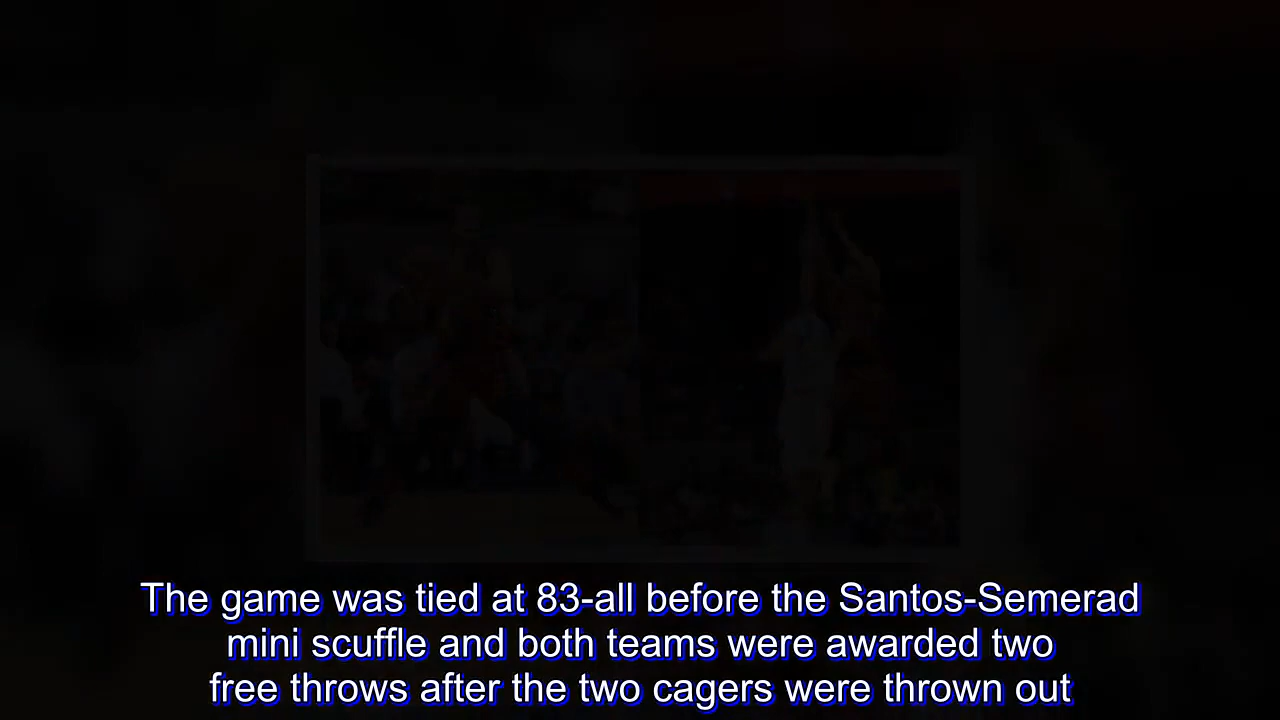 The game was tied at 83-all before the Santos-Semerad
mini scuffle and both teams were awarded two
free throws after the two cagers were thrown out